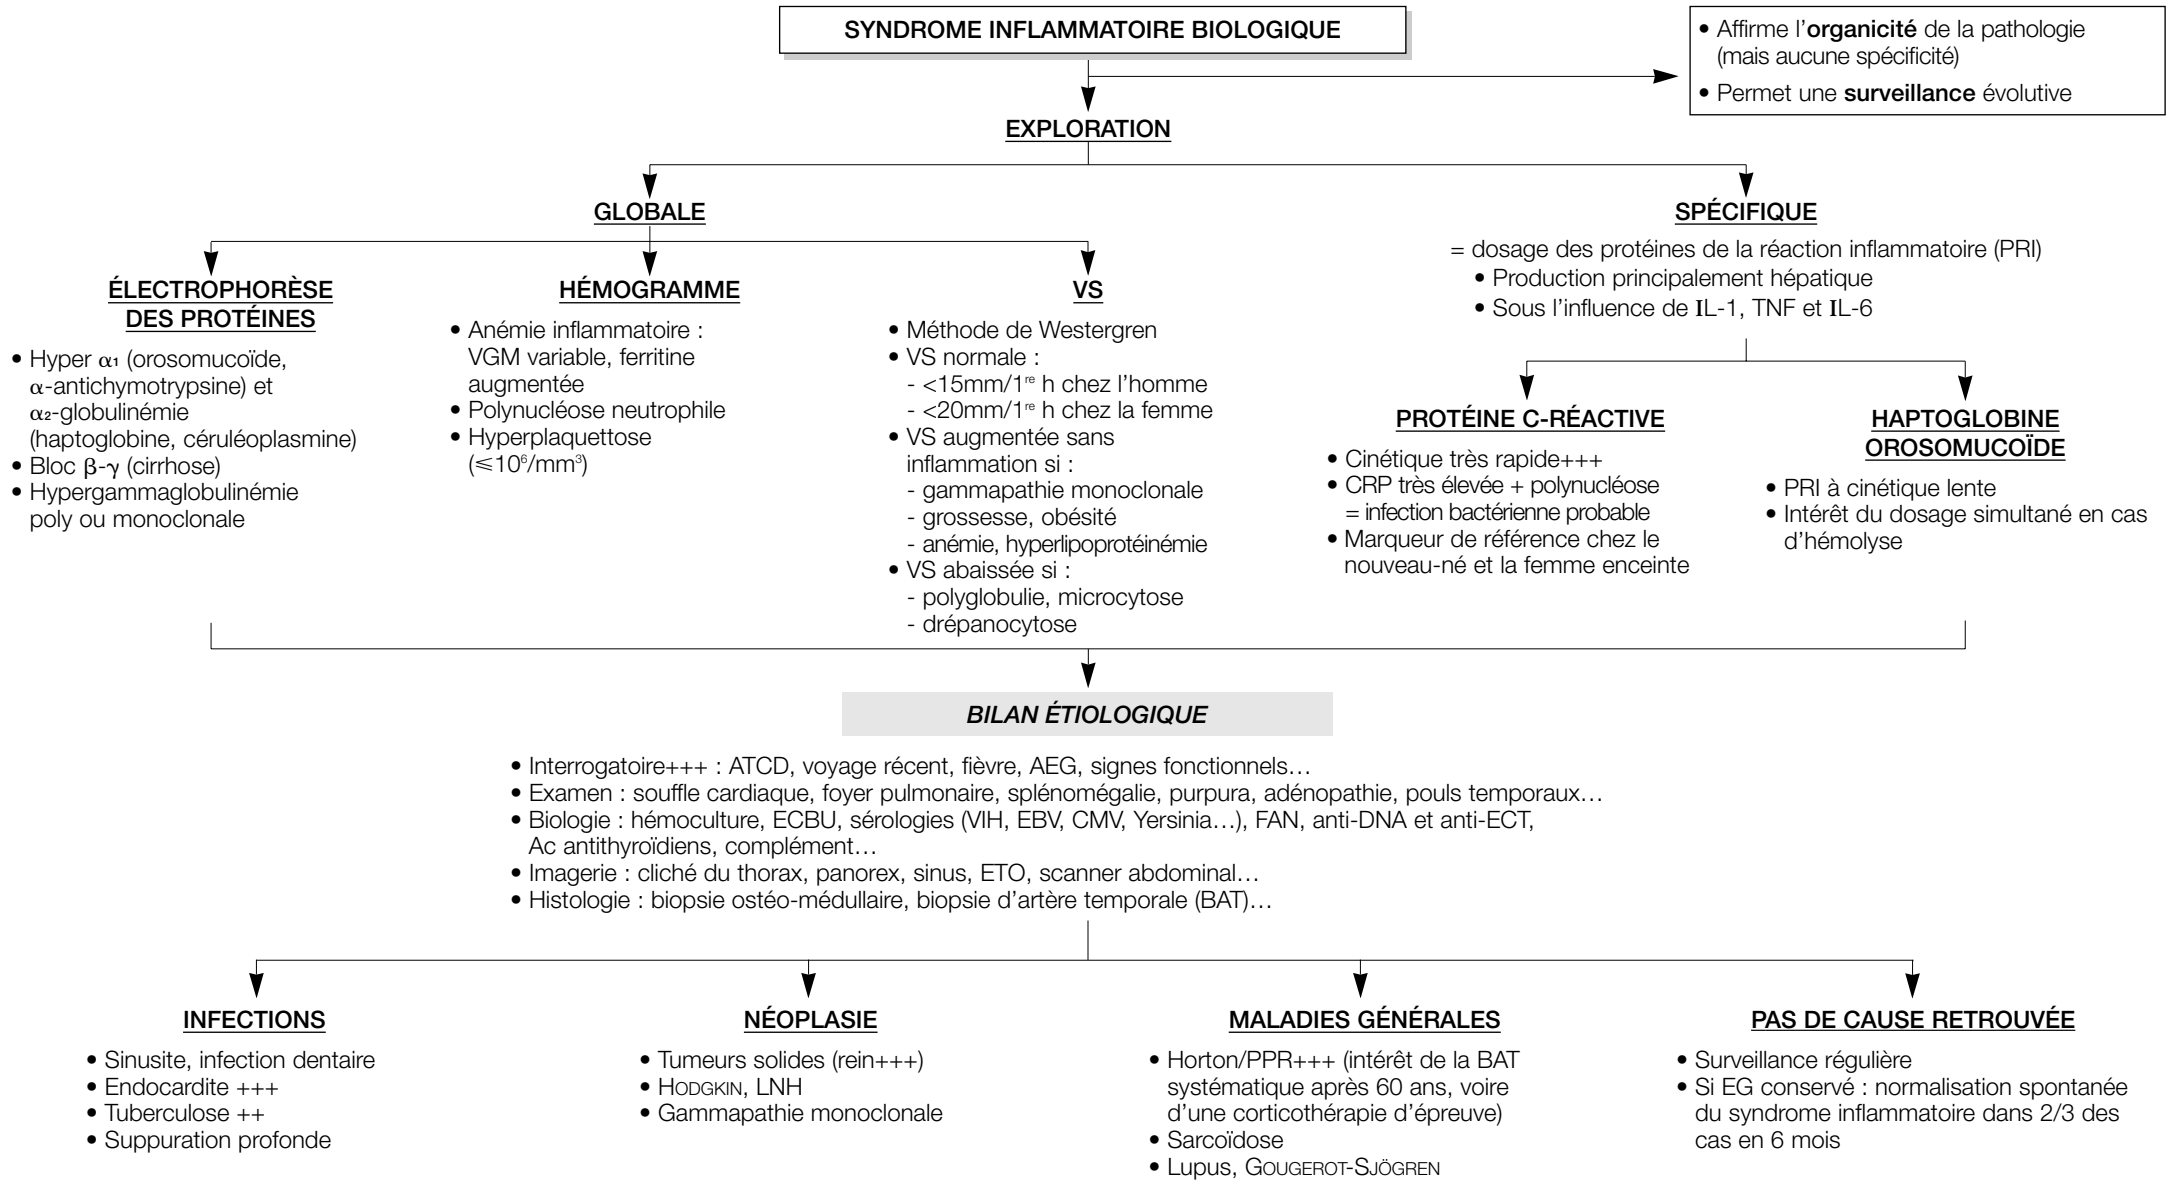 SYNDROME INFLAMMATOIRE BIOLOGIQUE
• Affirme l’organicité de la pathologie
(mais aucune spécificité)
• Permet une surveillance évolutive
EXPLORATION
GLOBALE
SPÉCIFIQUE
= dosage des protéines de la réaction inflammatoire (PRI)
• Production principalement hépatique
• Sous l’influence de IL-1, TNF et IL-6
ÉLECTROPHORÈSE
DES PROTÉINES
• Hyper α1 (orosomucoïde,
α-antichymotrypsine) et
α2-globulinémie
(haptoglobine, céruléoplasmine)
• Bloc β-γ (cirrhose)
• Hypergammaglobulinémie
poly ou monoclonale
HÉMOGRAMME
• Anémie inflammatoire :
VGM variable, ferritine
augmentée
• Polynucléose neutrophile
• Hyperplaquettose
(⩽10⁶/mm³)
VS
• Méthode de Westergren
• VS normale :
- <15mm/1re h chez l’homme
- <20mm/1re h chez la femme
• VS augmentée sans
inflammation si :
- gammapathie monoclonale
- grossesse, obésité
- anémie, hyperlipoprotéinémie
• VS abaissée si :
- polyglobulie, microcytose
- drépanocytose
PROTÉINE C-RÉACTIVE
• Cinétique très rapide+++
• CRP très élevée + polynucléose
= infection bactérienne probable
• Marqueur de référence chez le
nouveau-né et la femme enceinte
HAPTOGLOBINE
OROSOMUCOÏDE
• PRI à cinétique lente
• Intérêt du dosage simultané en cas
d’hémolyse
BILAN ÉTIOLOGIQUE
• Interrogatoire+++ : ATCD, voyage récent, fièvre, AEG, signes fonctionnels…
• Examen : souffle cardiaque, foyer pulmonaire, splénomégalie, purpura, adénopathie, pouls temporaux…
• Biologie : hémoculture, ECBU, sérologies (VIH, EBV, CMV, Yersinia…), FAN, anti-DNA et anti-ECT,
Ac antithyroïdiens, complément…
• Imagerie : cliché du thorax, panorex, sinus, ETO, scanner abdominal…
• Histologie : biopsie ostéo-médullaire, biopsie d’artère temporale (BAT)…
INFECTIONS
• Sinusite, infection dentaire
• Endocardite +++
• Tuberculose ++
• Suppuration profonde
NÉOPLASIE
• Tumeurs solides (rein+++)
• HODGKIN, LNH
• Gammapathie monoclonale
MALADIES GÉNÉRALES
• Horton/PPR+++ (intérêt de la BAT
systématique après 60 ans, voire
d’une corticothérapie d’épreuve)
• Sarcoïdose
• Lupus, GOUGEROT-SJÖGREN
PAS DE CAUSE RETROUVÉE
• Surveillance régulière
• Si EG conservé : normalisation spontanée
du syndrome inflammatoire dans 2/3 des
cas en 6 mois